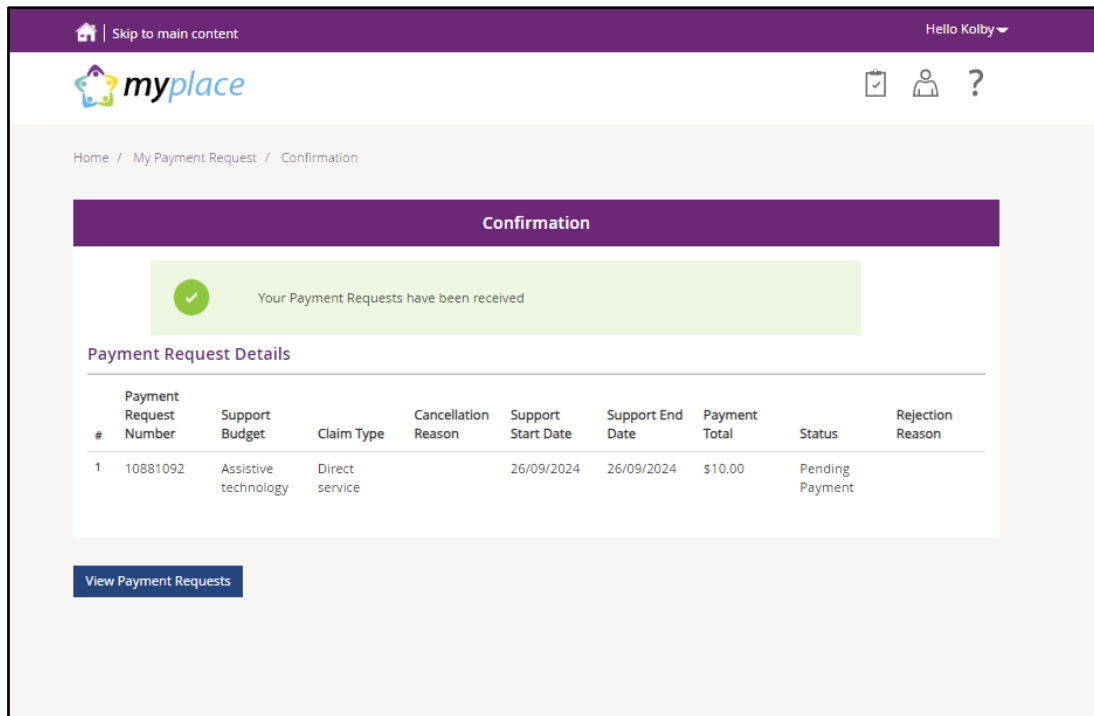 Skip to main content
Hello Kolby
myplace
?
Home / My Payment Request / Confirmation
Confirmation
Your Payment Requests have been received
Payment Request Details
# Payment Request Number Support Budget Claim Type Cancellation Reason Support Start Date Support End Date Payment Total Status Rejection Reason
1 10881092 Assistive technology Direct service 26/09/2024 26/09/2024 $10.00 Pending Payment
View Payment Requests